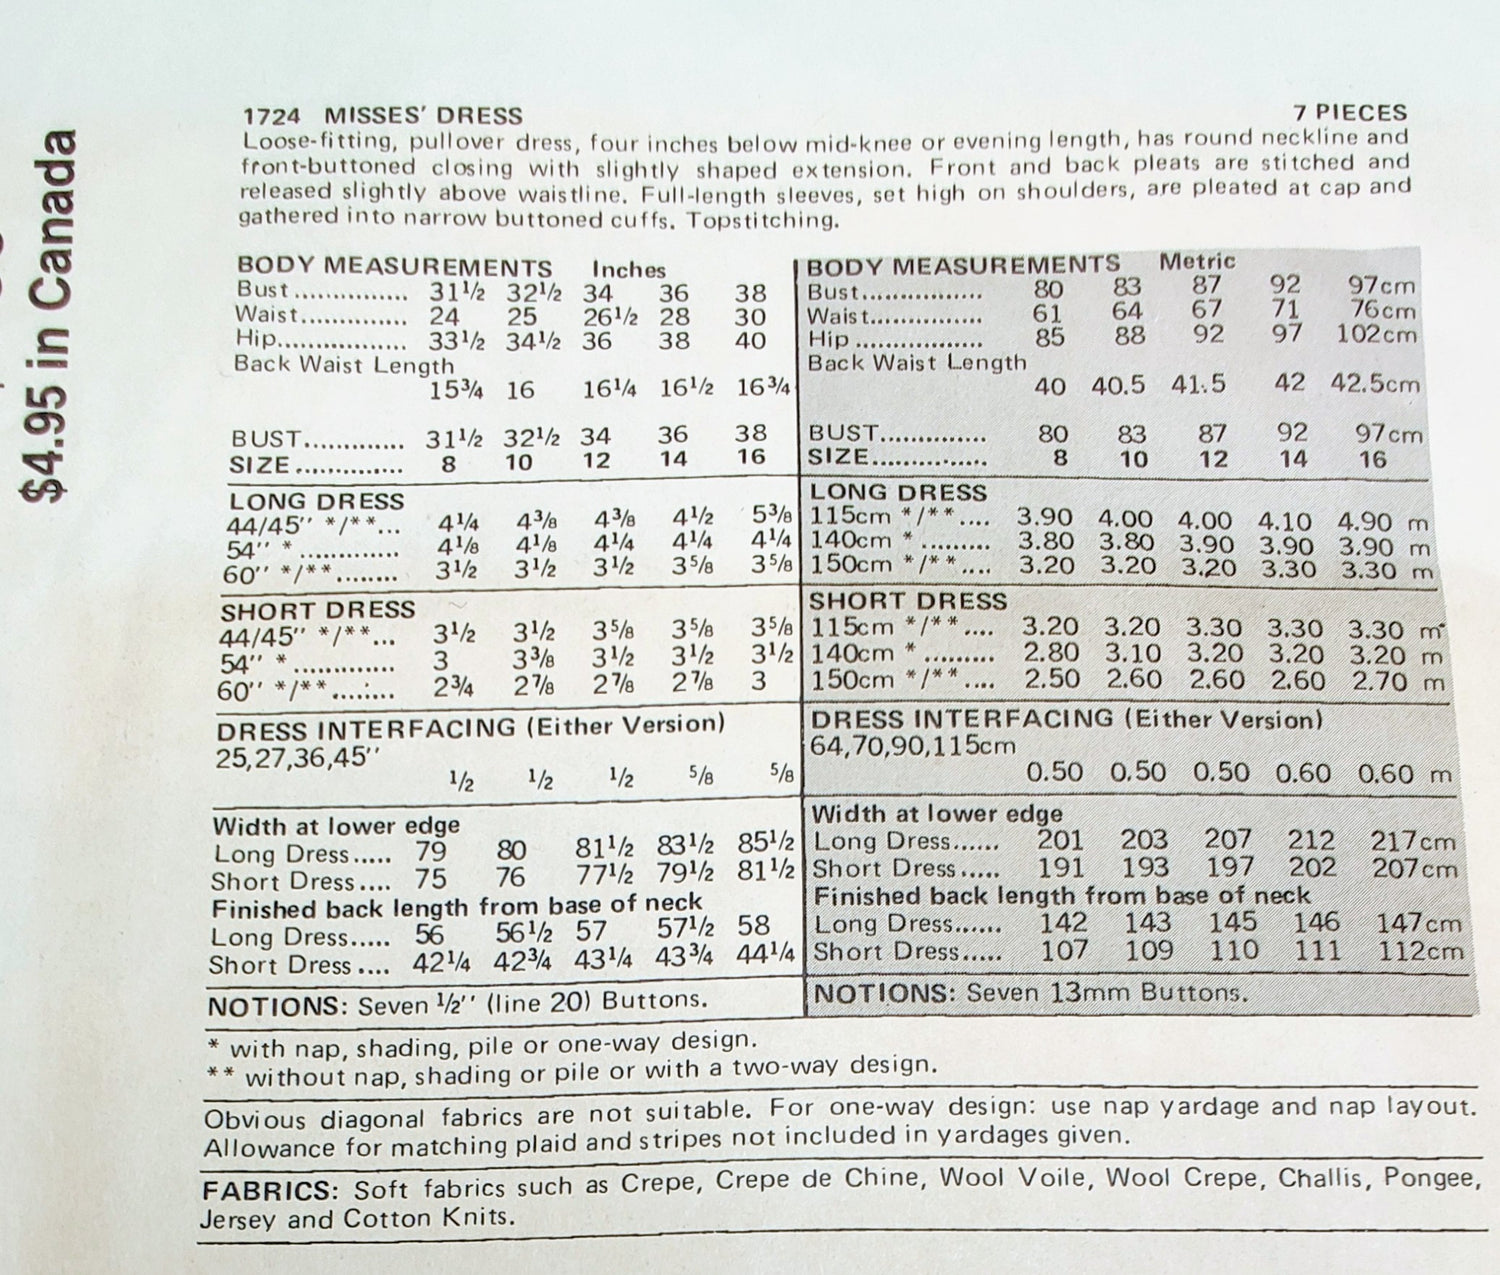 $4.95 in Canada
1724 MISSES' DRESS 7 PIECES
Loose-fitting, pullover dress, four inches below mid-knee or evening length, has round neckline and
front-buttoned closing with slightly shaped extension. Front and back pleats are stitched and
released slightly above waistline. Full-length sleeves, set high on shoulders, are pleated at cap and
gathered into narrow buttoned cuffs. Topstitching.
BODY MEASUREMENTS Inches
Bust............... 31½ 32½ 34 36 38
Waist............. 24 25 26½ 28 30
Hip................. 33½ 34½ 36 38 40
Back Waist Length
15¾ 16 16¼ 16½ 16¾
BUST............. 31½ 32½ 34 36 38
SIZE.............. 8 10 12 14 16
LONG DRESS
44/45'' */**... 4¼ 4⅜ 4⅜ 4½ 5⅜
54'' *............. 4⅛ 4⅛ 4¼ 4¼ 4¼
60'' */**........ 3½ 3½ 3½ 3⅝ 3⅝
SHORT DRESS
44/45'' */**... 3½ 3½ 3⅝ 3⅝ 3⅝
54'' *............. 3 3⅜ 3½ 3½ 3½
60'' */**........ 2¾ 2⅞ 2⅞ 2⅞ 3
DRESS INTERFACING (Either Version)
25,27,36,45''
½ ½ ½ ⅝ ⅝
Width at lower edge
Long Dress..... 79 80 81½ 83½ 85½
Short Dress.... 75 76 77½ 79½ 81½
Finished back length from base of neck
Long Dress..... 56 56½ 57 57½ 58
Short Dress.... 42¼ 42¾ 43¼ 43¾ 44¼
NOTIONS: Seven ½'' (line 20) Buttons.
BODY MEASUREMENTS Metric
Bust................. 80 83 87 92 97cm
Waist................ 61 64 67 71 76cm
Hip.................. 85 88 92 97 102cm
Back Waist Length
40 40.5 41.5 42 42.5cm
BUST.............. 80 83 87 92 97cm
SIZE............... 8 10 12 14 16
LONG DRESS
115cm */**.... 3.90 4.00 4.00 4.10 4.90 m
140cm *......... 3.80 3.80 3.90 3.90 3.90 m
150cm */**.... 3.20 3.20 3.20 3.30 3.30 m
SHORT DRESS
115cm */**.... 3.20 3.20 3.30 3.30 3.30 m
140cm *......... 2.80 3.10 3.20 3.20 3.20 m
150cm */**.... 2.50 2.60 2.60 2.60 2.70 m
DRESS INTERFACING (Either Version)
64,70,90,115cm
0.50 0.50 0.50 0.60 0.60 m
Width at lower edge
Long Dress...... 201 203 207 212 217cm
Short Dress..... 191 193 197 202 207cm
Finished back length from base of neck
Long Dress...... 142 143 145 146 147cm
Short Dress..... 107 109 110 111 112cm
NOTIONS: Seven 13mm Buttons.
* with nap, shading, pile or one-way design.
** without nap, shading or pile or with a two-way design.
Obvious diagonal fabrics are not suitable. For one-way design: use nap yardage and nap layout.
Allowance for matching plaid and stripes not included in yardages given.
FABRICS: Soft fabrics such as Crepe, Crepe de Chine, Wool Voile, Wool Crepe, Challis, Pongee,
Jersey and Cotton Knits.